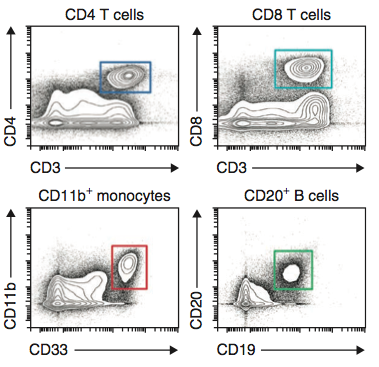 CD4 T cells
CD8 T cells
CD4
CD8
CD3
CD3
CD11b⁺ monocytes
CD20⁺ B cells
CD11b
CD20
CD33
CD19